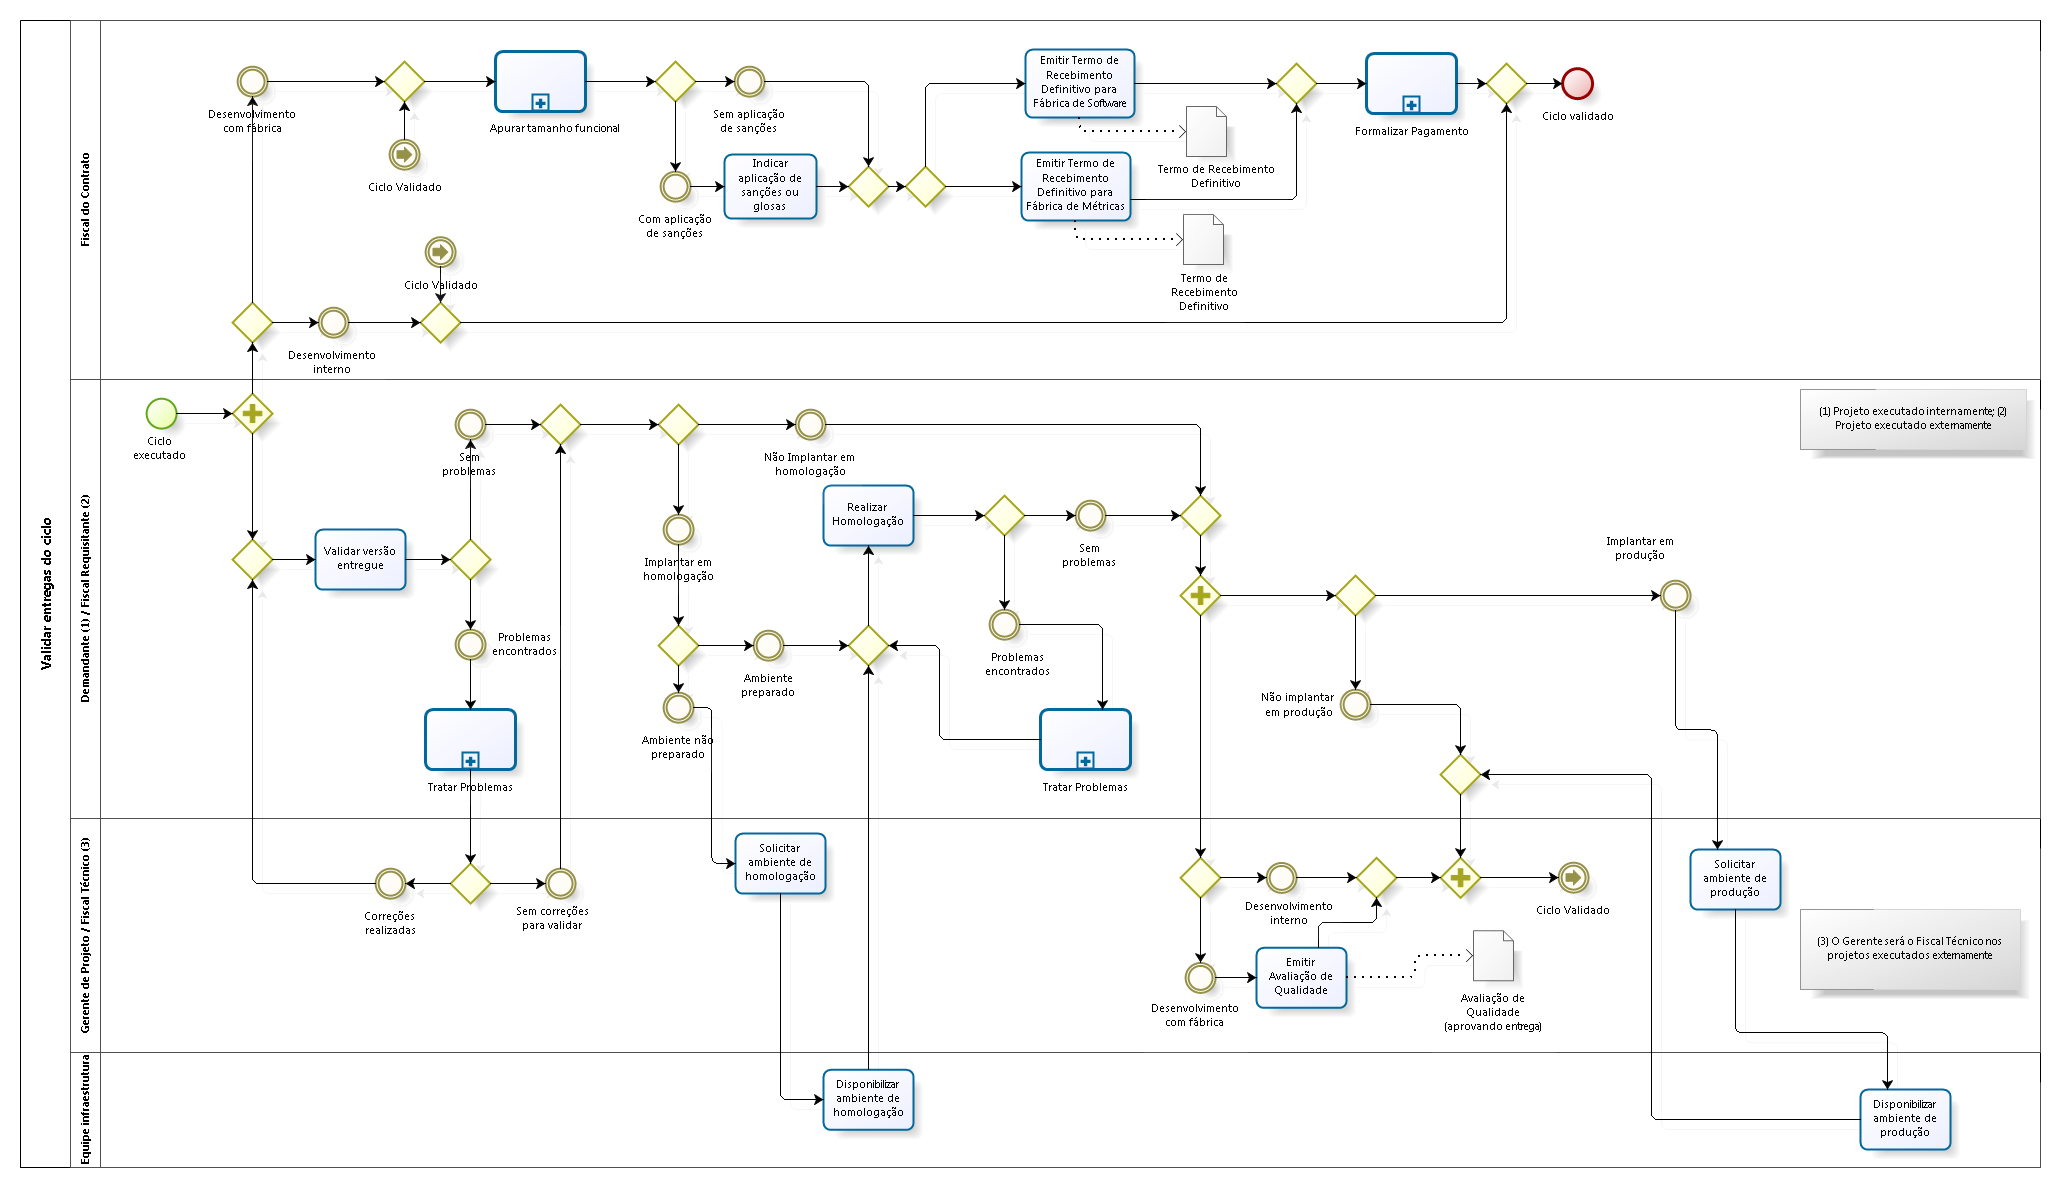 Validar entregas do ciclo
Fiscal do Contrato
Desenvolvimento
com fábrica
Ciclo Validado
Apurar tamanho funcional
Sem aplicação
de sanções
Com aplicação
de sanções
Indicar
aplicação de
sanções ou
glosas
Emitir Termo de
Recebimento
Definitivo para
Fábrica de Software
Termo de Recebimento
Definitivo
Emitir Termo de
Recebimento
Definitivo para
Fábrica de Métricas
Termo de
Recebimento
Definitivo
Formalizar Pagamento
Ciclo validado
Ciclo Validado
Desenvolvimento
interno
Demandante (1) / Fiscal Requisitante (2)
Ciclo
executado
Validar versão
entregue
Sem
problemas
Problemas
encontrados
Tratar Problemas
Não Implantar em
homologação
Implantar em
homologação
Ambiente
preparado
Ambiente não
preparado
Realizar
Homologação
Sem
problemas
Problemas
encontrados
Tratar Problemas
Implantar em
produção
Não implantar
em produção
(1) Projeto executado internamente; (2)
Projeto executado externamente
Gerente de Projeto / Fiscal Técnico (3)
Correções
realizadas
Sem correções
para validar
Solicitar
ambiente de
homologação
Desenvolvimento
interno
Desenvolvimento
com fábrica
Emitir
Avaliação de
Qualidade
Avaliação de
Qualidade
(aprovando entrega)
Ciclo Validado
Solicitar
ambiente de
produção
(3) O Gerente será o Fiscal Técnico nos
projetos executados externamente
Equipe infraestrutura
Disponibilizar
ambiente de
homologação
Disponibilizar
ambiente de
produção